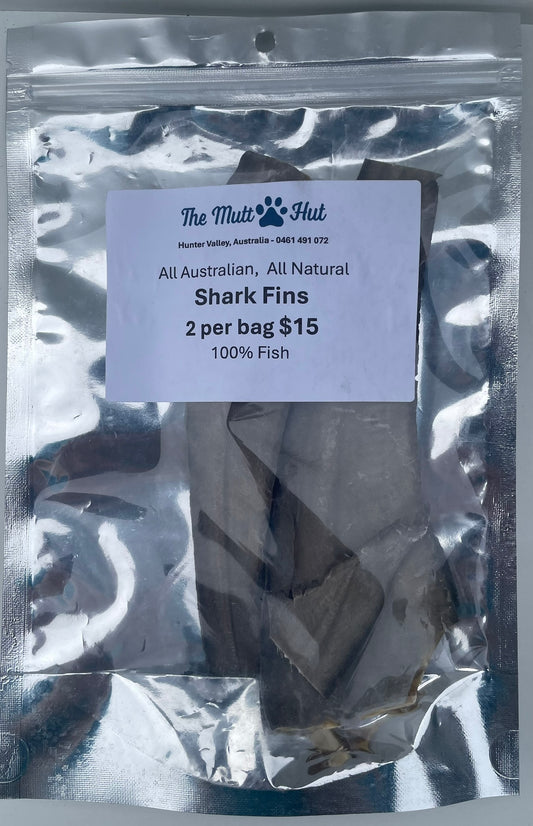 The Mutt Hut
Hunter Valley, Australia - 0461 491 072
All Australian, All Natural
Shark Fins
2 per bag $15
100% Fish